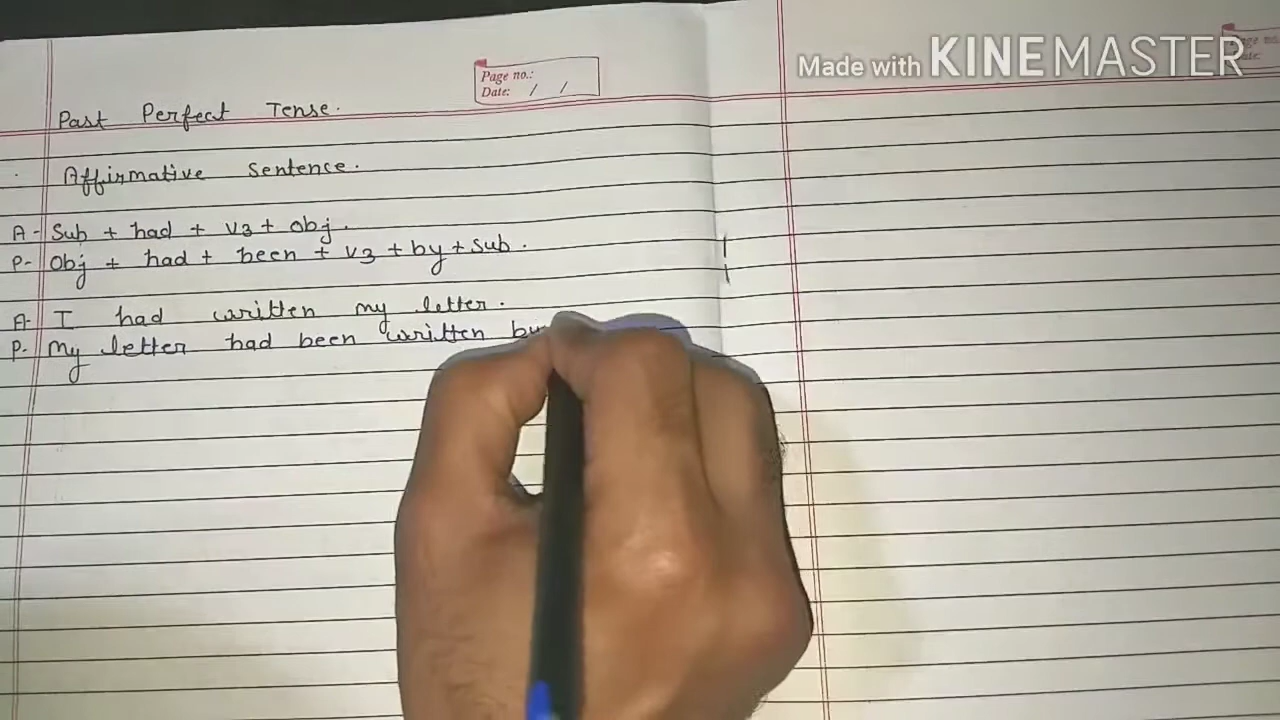 Made with KINEMASTER
Page no.:
Date: / /
Past Perfect Tense.
Affirmative Sentence.
A- Sub + had + V3 + Obj.
P- Obj + had + been + V3 + by + Sub.
A- I had written my letter.
P- My letter had been written by